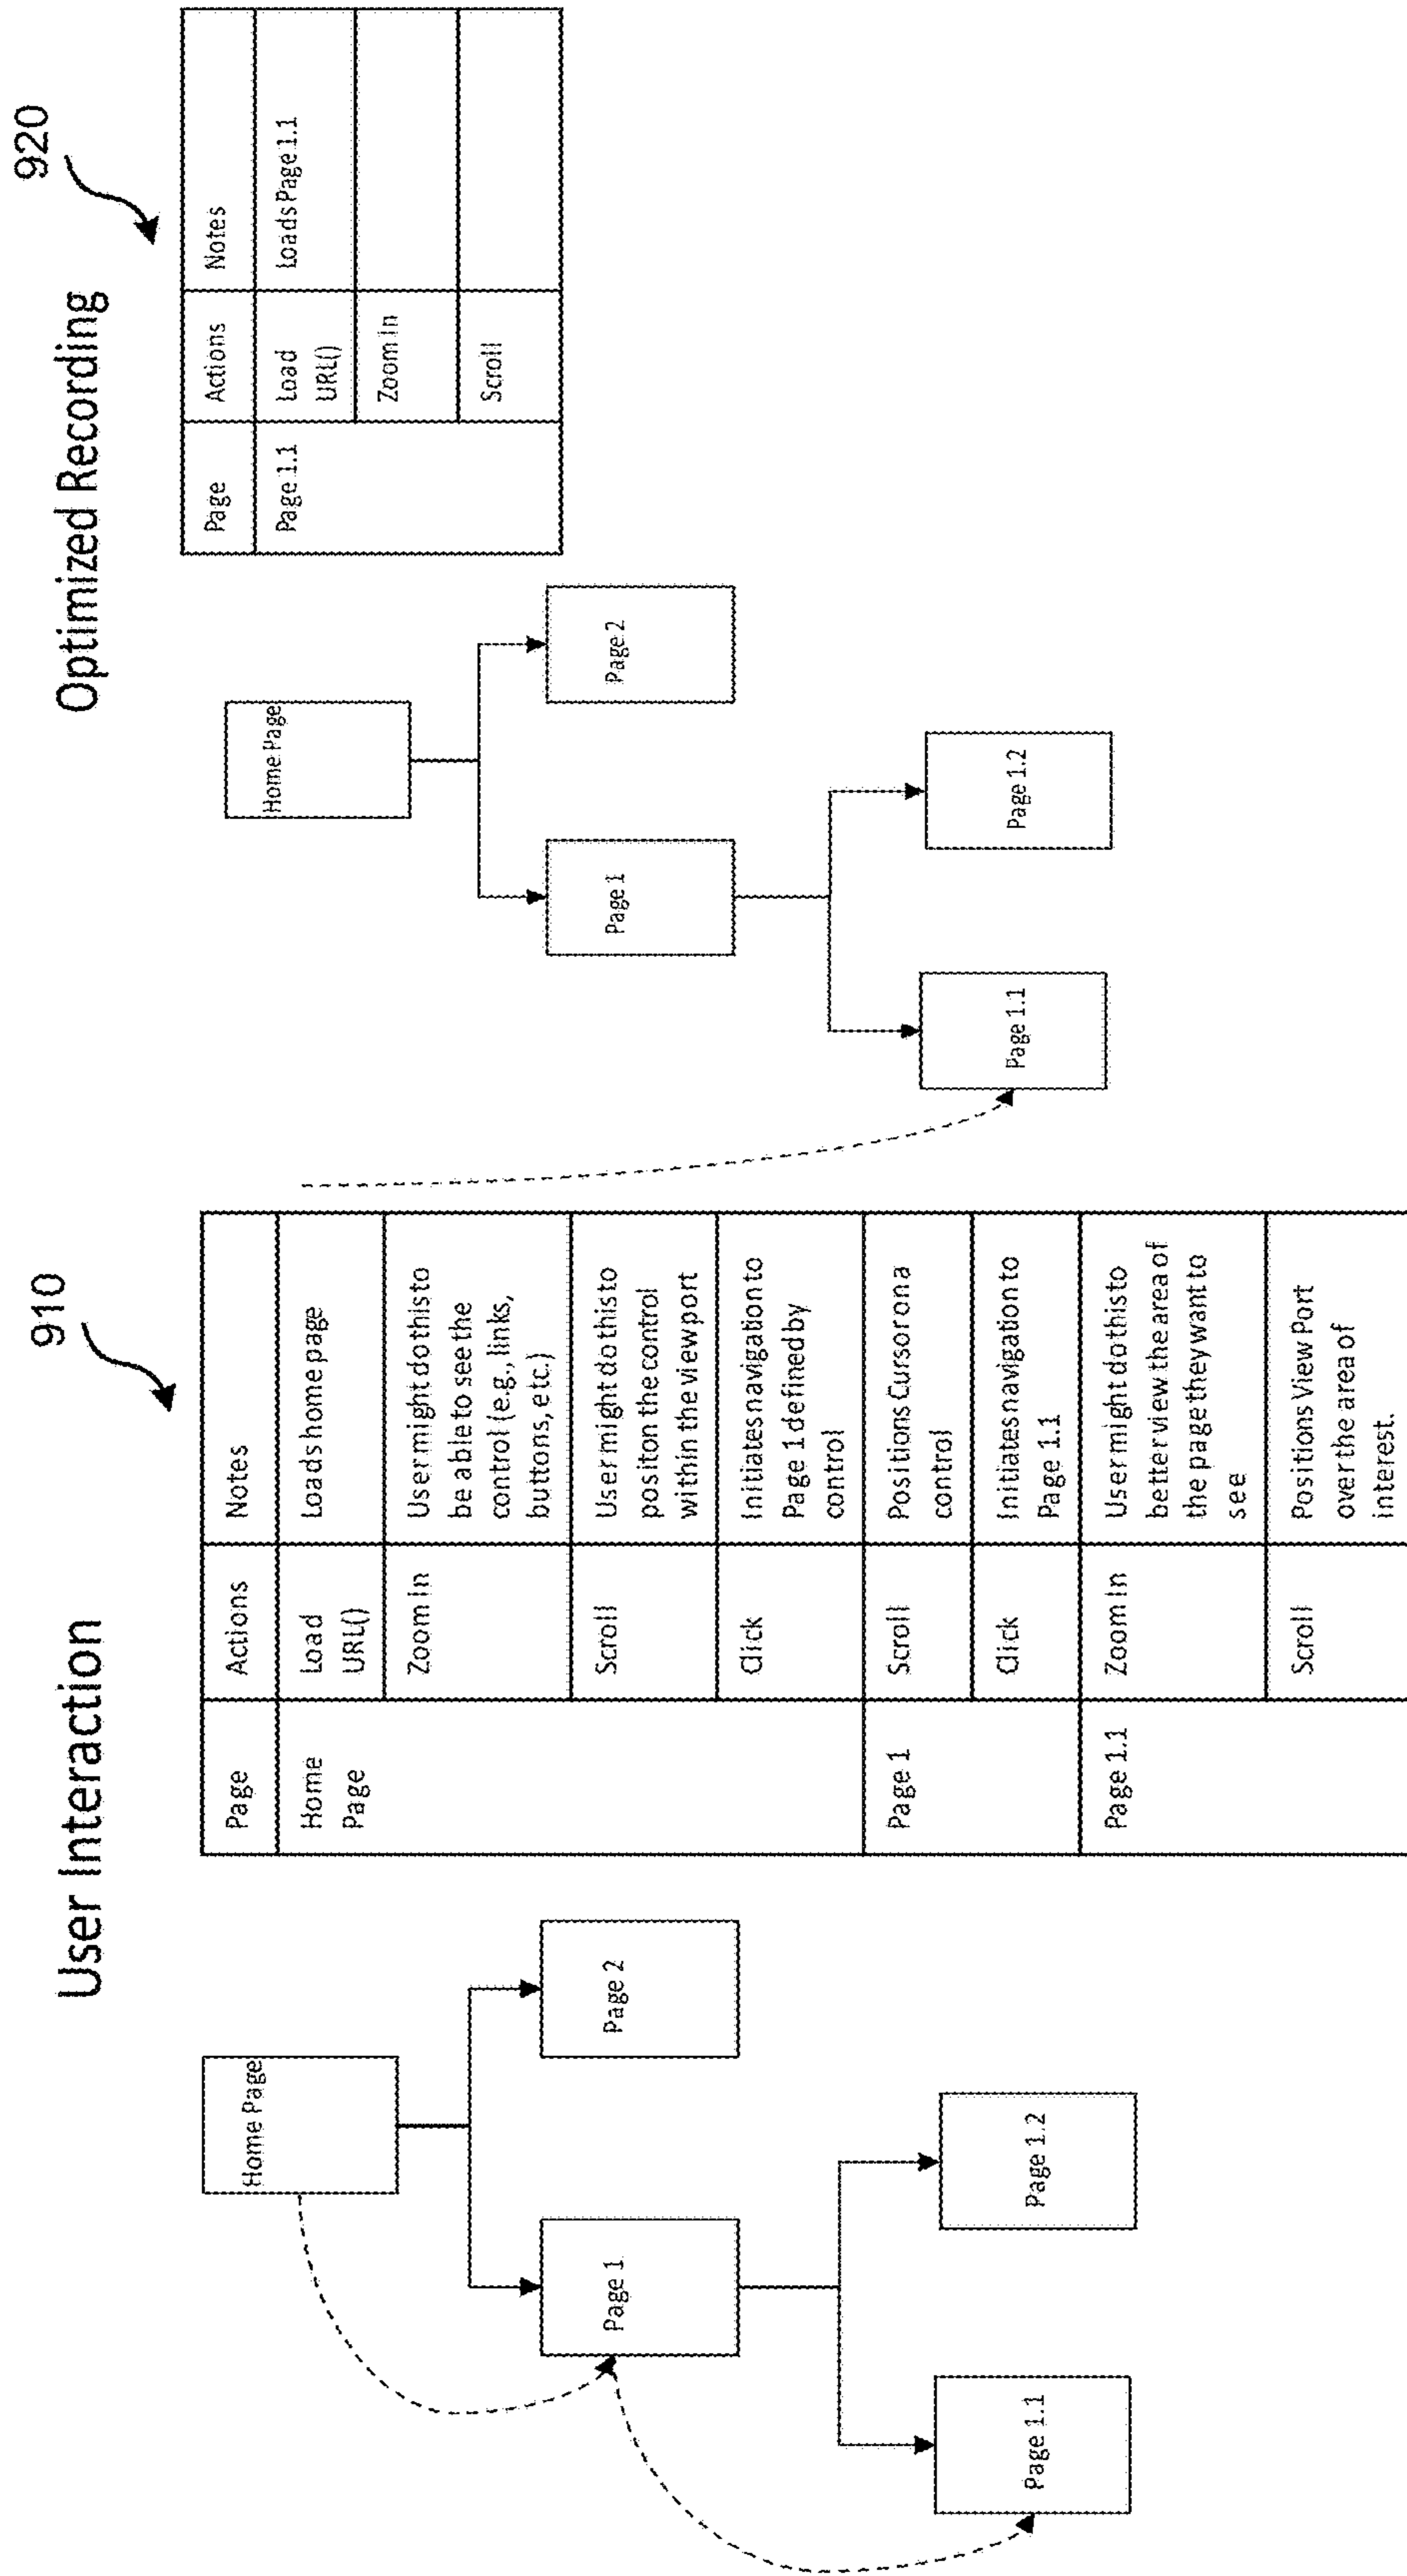 User Interaction
910
Home Page
Page 1
Page 2
Page 1.1
Page 1.2
Page Actions Notes
Home
Page
Load
URL()
Loads home page
Zoom In
User might do this to
be able to see the
control (e.g., links,
buttons, etc.)
Scroll
User might do this to
positon the control
within the viewport
Click
Initiates navigation to
Page 1 defined by
control
Page 1
Scroll
Positions Cursor on a
control
Click
Initiates navigation to
Page 1.1
Page 1.1
Zoom In
User might do this to
better view the area of
the page they want to
see
Scroll
Positions View Port
over the area of
interest.
Optimized Recording
920
Home Page
Page 1
Page 2
Page 1.1
Page 1.2
Page Actions Notes
Page 1.1
Load
URL()
Loads Page 1.1
Zoom In
Scroll